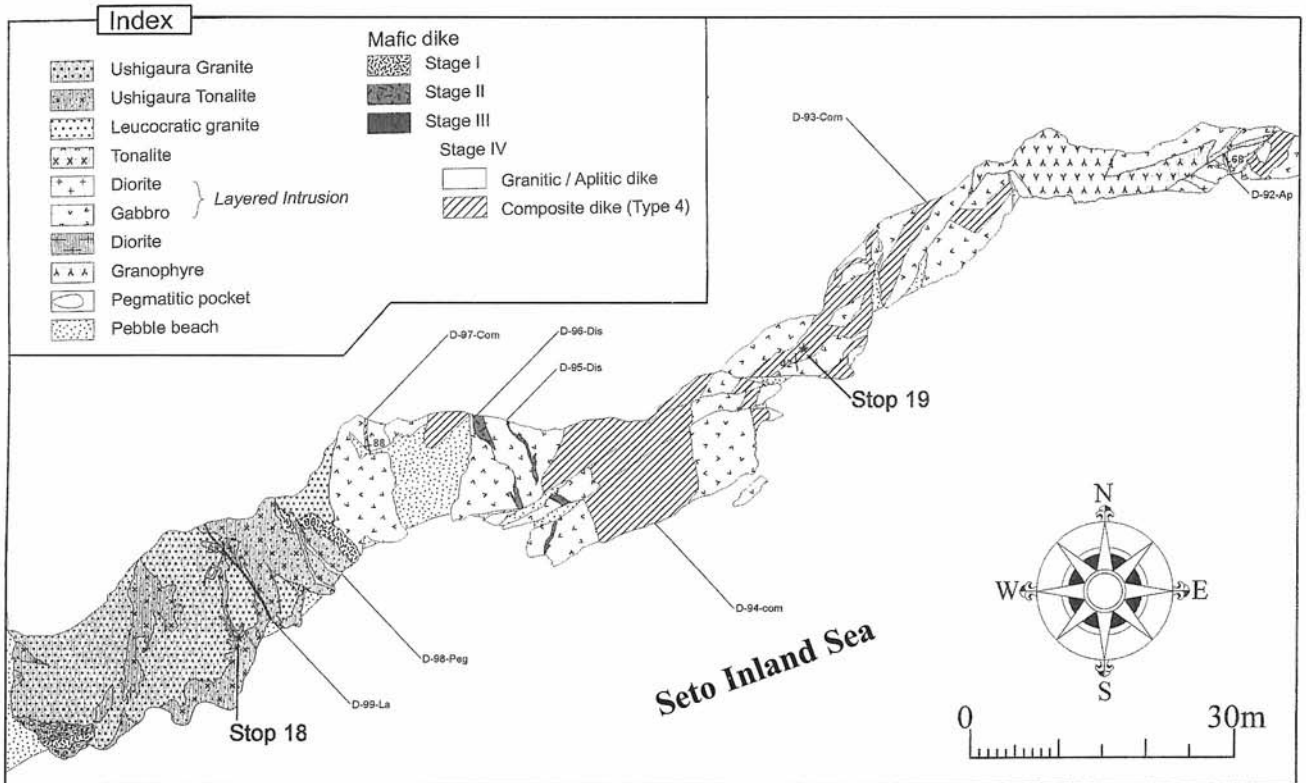 Index
Ushigaura Granite
Ushigaura Tonalite
Leucocratic granite
Tonalite
Diorite
Gabbro
Layered Intrusion
Diorite
Granophyre
Pegmatitic pocket
Pebble beach
Mafic dike
Stage I
Stage II
Stage III
Stage IV
Granitic / Aplitic dike
Composite dike (Type 4)
D-93-Com
68
D-92-Ap
D-97-Com
D-96-Dis
D-95-Dis
88
Stop 19
D-94-com
D-98-Peg
D-99-La
Stop 18
Seto Inland Sea
N
W
E
S
0
30m